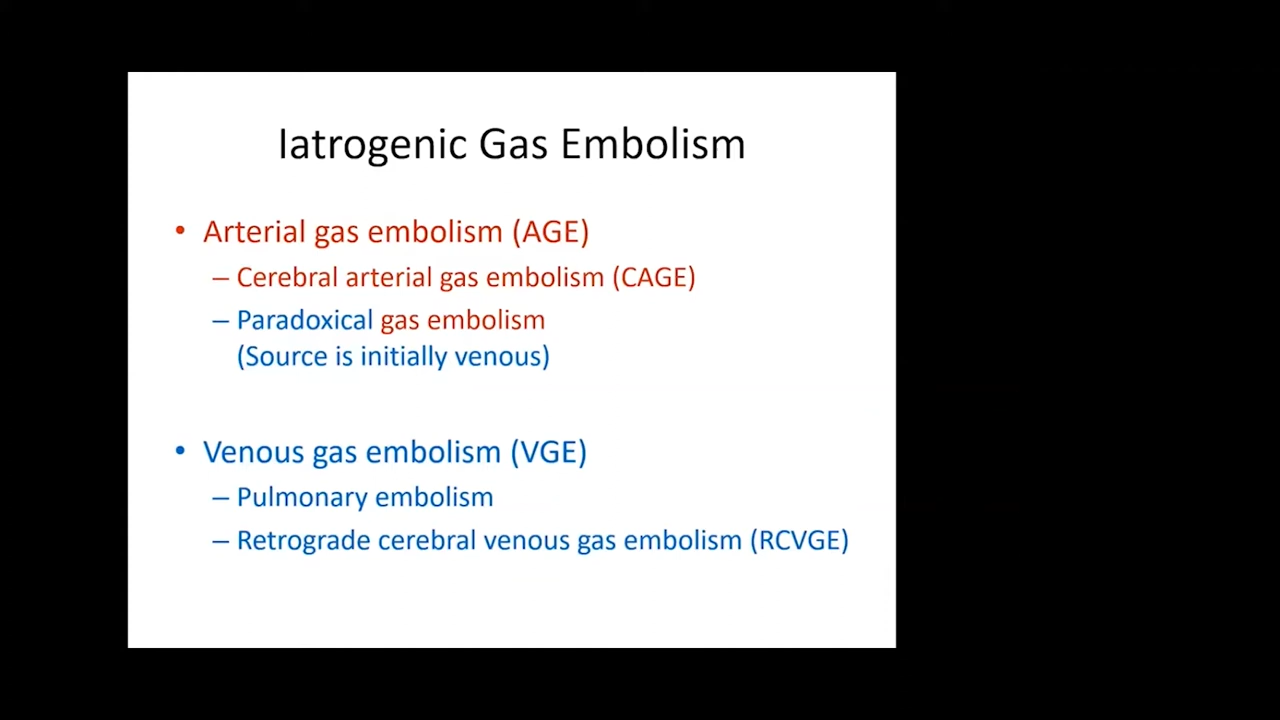 Iatrogenic Gas Embolism
• Arterial gas embolism (AGE)
– Cerebral arterial gas embolism (CAGE)
– Paradoxical gas embolism
(Source is initially venous)
• Venous gas embolism (VGE)
– Pulmonary embolism
– Retrograde cerebral venous gas embolism (RCVGE)